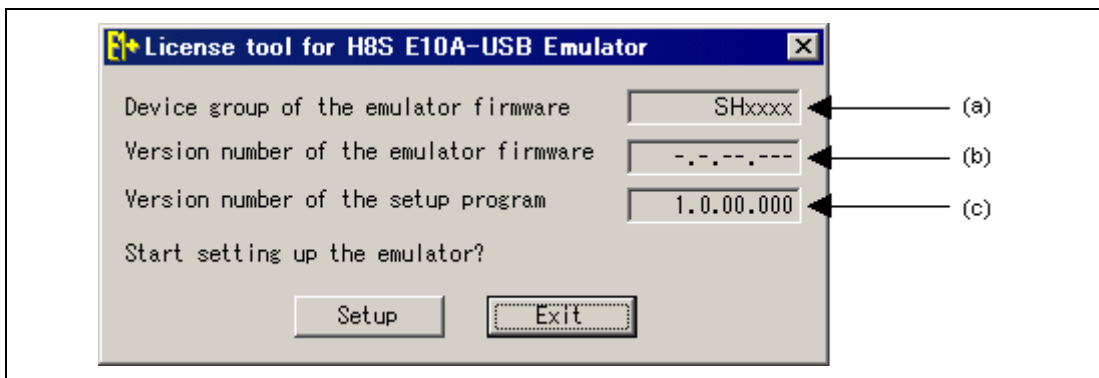 License tool for H8S E10A-USB Emulator
Device group of the emulator firmware SHxxxx (a)
Version number of the emulator firmware -.-.--.--- (b)
Version number of the setup program 1.0.00.000 (c)
Start setting up the emulator?
Setup Exit